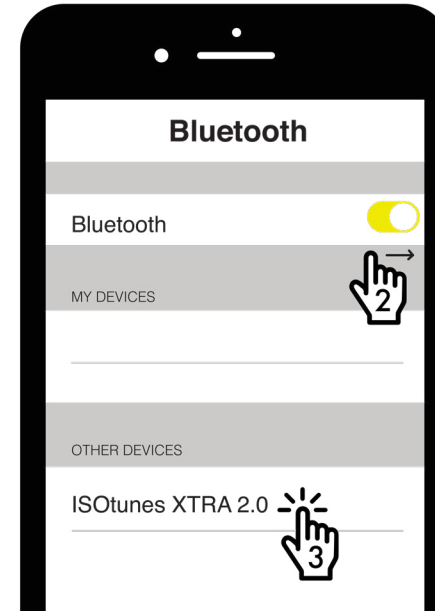 Bluetooth
Bluetooth
2
MY DEVICES
OTHER DEVICES
ISOtunes XTRA 2.0
3